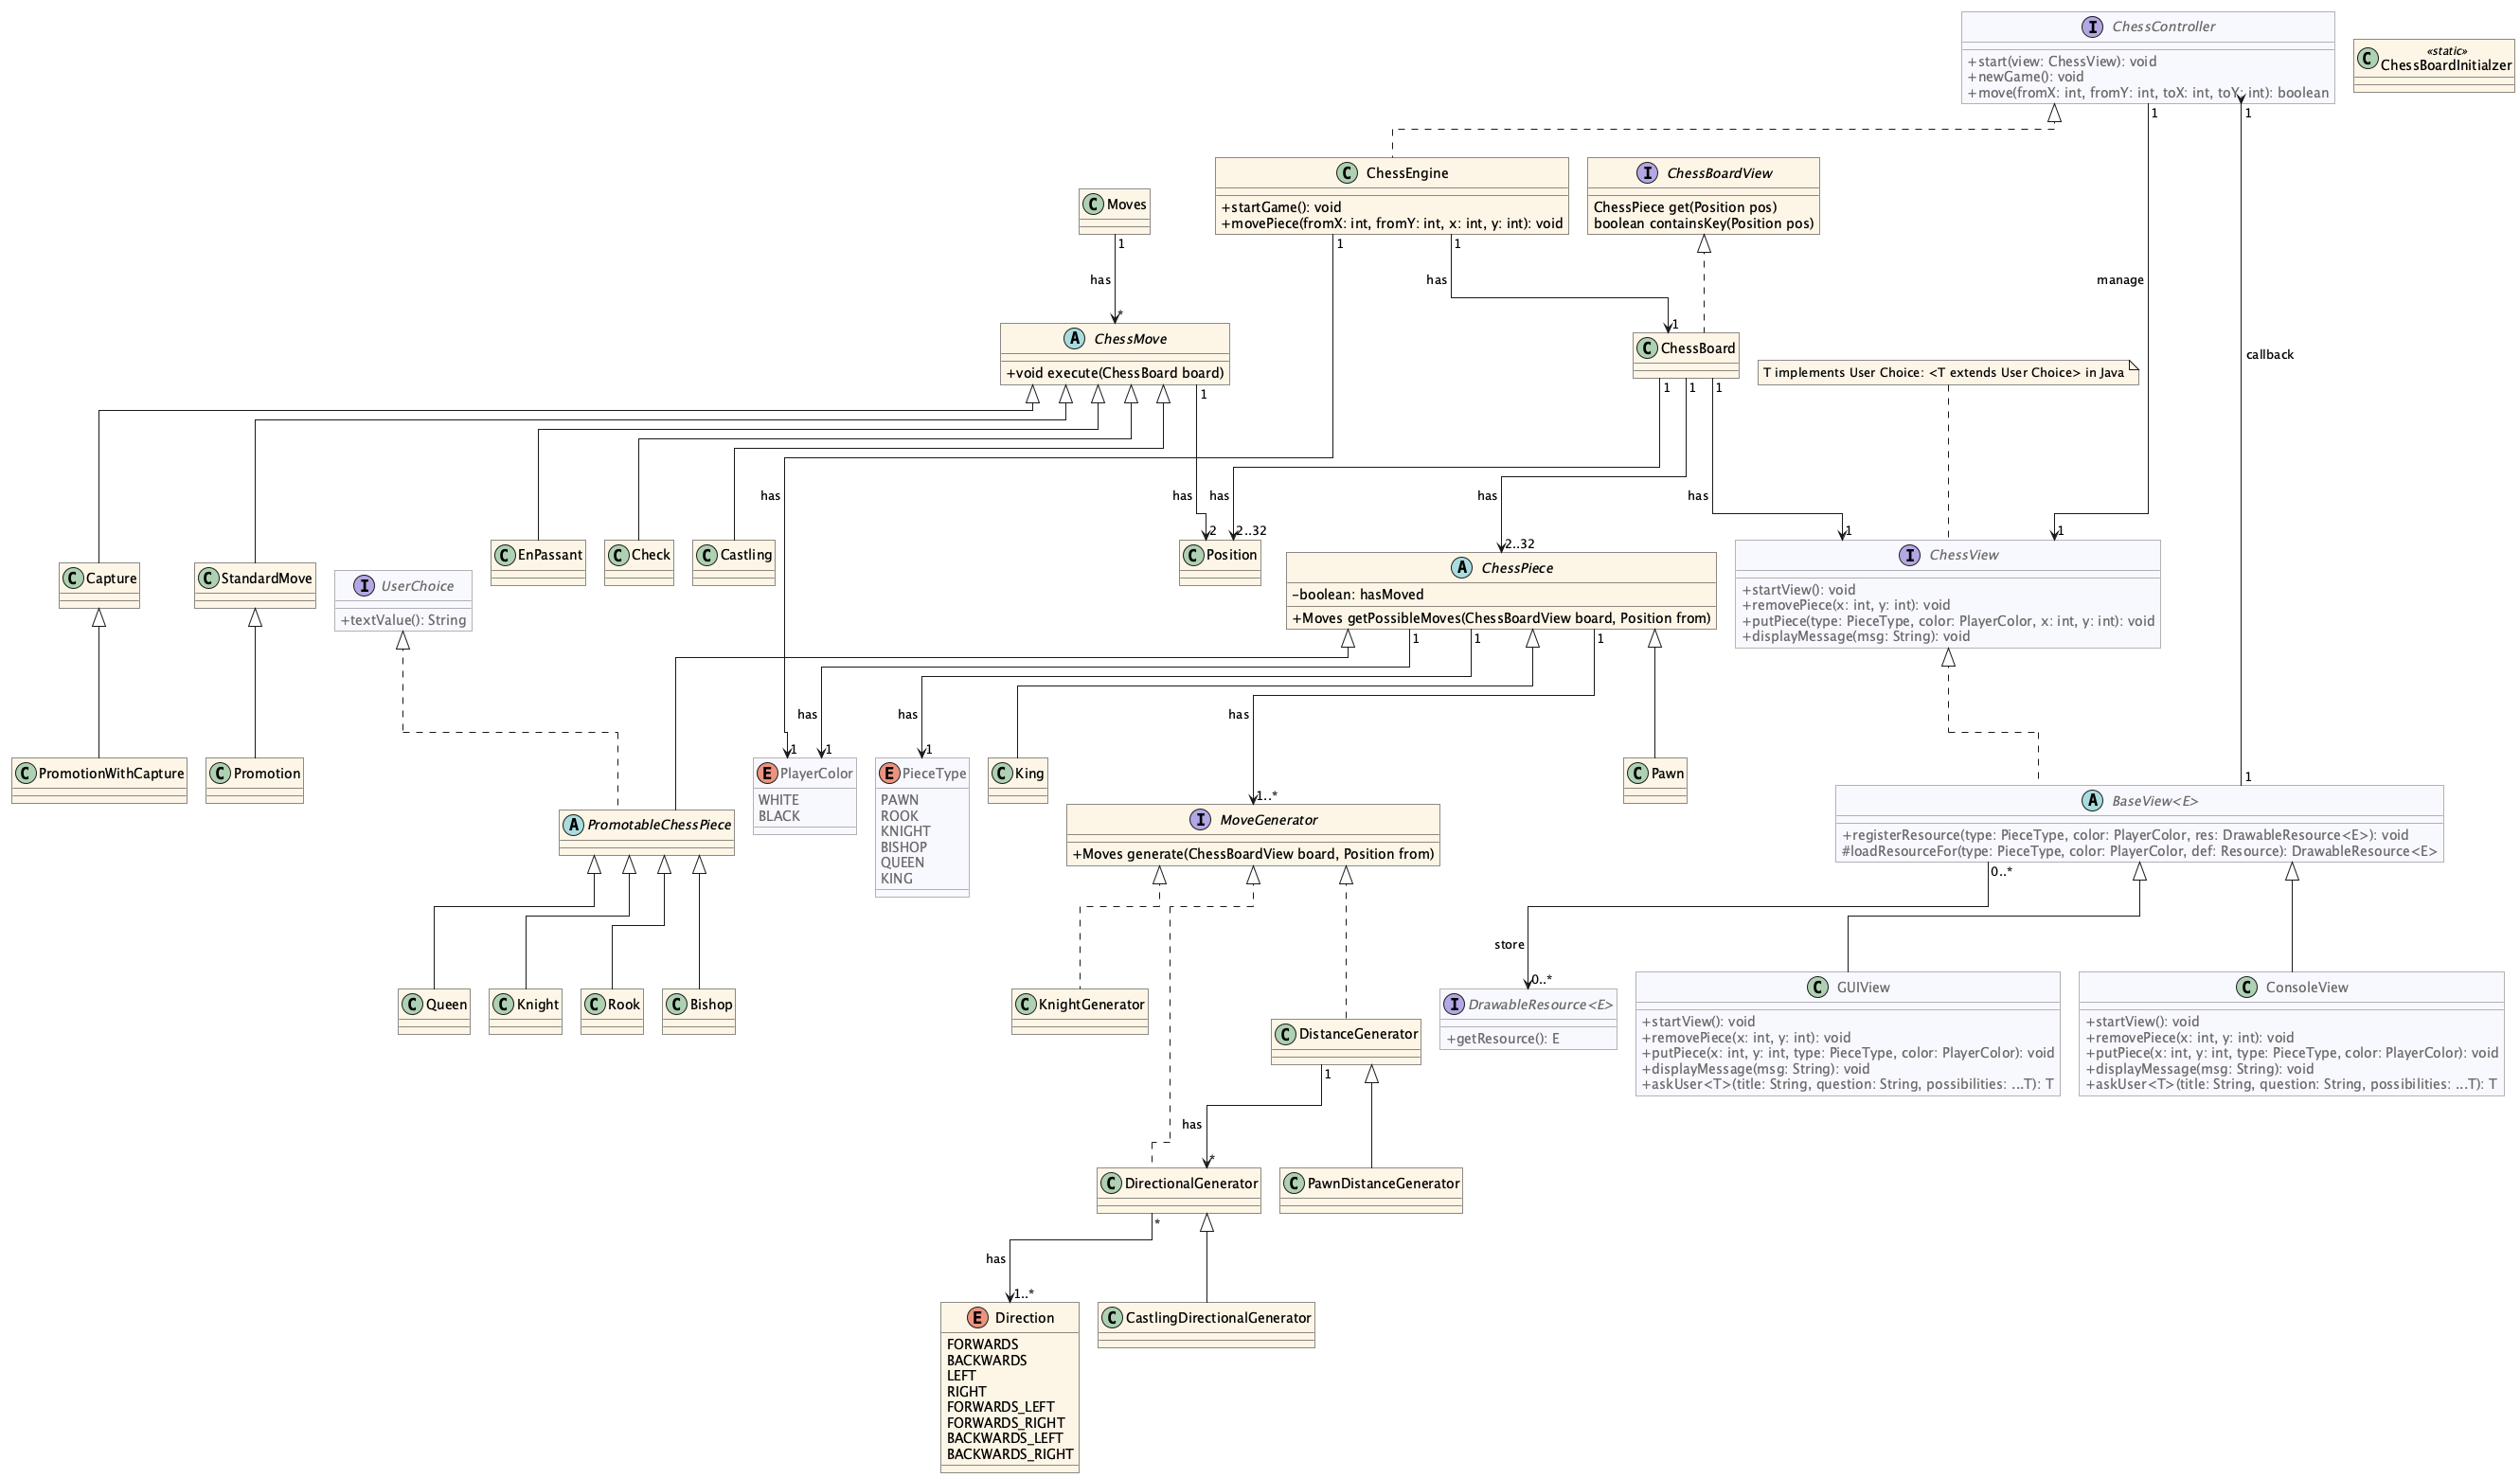 I ChessController
+start(view: ChessView): void
+newGame(): void
+move(fromX: int, fromY: int, toX: int, toY: int): boolean
«static»
C ChessBoardInitialzer
1
1
C ChessEngine
+startGame(): void
+movePiece(fromX: int, fromY: int, x: int, y: int): void
I ChessBoardView
ChessPiece get(Position pos)
boolean containsKey(Position pos)
C Moves
1
1
1
has
has
manage
*
1
A ChessMove
+void execute(ChessBoard board)
C ChessBoard
callback
T implements User Choice: <T extends User Choice> in Java
1
1
1
1
has
has
has
has
has
2
2..32
2..32
1
1
C EnPassant
C Check
C Castling
C Position
C Capture
C StandardMove
I UserChoice
+textValue(): String
A ChessPiece
-boolean: hasMoved
+Moves getPossibleMoves(ChessBoardView board, Position from)
I ChessView
+startView(): void
+removePiece(x: int, y: int): void
+putPiece(type: PieceType, color: PlayerColor, x: int, y: int): void
+displayMessage(msg: String): void
1
1
1
has
has
has
1
1
1
1..*
1
C PromotionWithCapture
C Promotion
E PlayerColor
WHITE
BLACK
E PieceType
PAWN
ROOK
KNIGHT
BISHOP
QUEEN
KING
C King
C Pawn
A PromotableChessPiece
I MoveGenerator
+Moves generate(ChessBoardView board, Position from)
A BaseView<E>
+registerResource(type: PieceType, color: PlayerColor, res: DrawableResource<E>): void
#loadResourceFor(type: PieceType, color: PlayerColor, def: Resource): DrawableResource<E>
0..*
store
0..*
C Queen
C Knight
C Rook
C Bishop
C KnightGenerator
C DistanceGenerator
I DrawableResource<E>
+getResource(): E
C GUIView
+startView(): void
+removePiece(x: int, y: int): void
+putPiece(x: int, y: int, type: PieceType, color: PlayerColor): void
+displayMessage(msg: String): void
+askUser<T>(title: String, question: String, possibilities: ...T): T
C ConsoleView
+startView(): void
+removePiece(x: int, y: int): void
+putPiece(x: int, y: int, type: PieceType, color: PlayerColor): void
+displayMessage(msg: String): void
+askUser<T>(title: String, question: String, possibilities: ...T): T
1
has
*
C DirectionalGenerator
C PawnDistanceGenerator
*
has
1..*
E Direction
FORWARDS
BACKWARDS
LEFT
RIGHT
FORWARDS_LEFT
FORWARDS_RIGHT
BACKWARDS_LEFT
BACKWARDS_RIGHT
C CastlingDirectionalGenerator